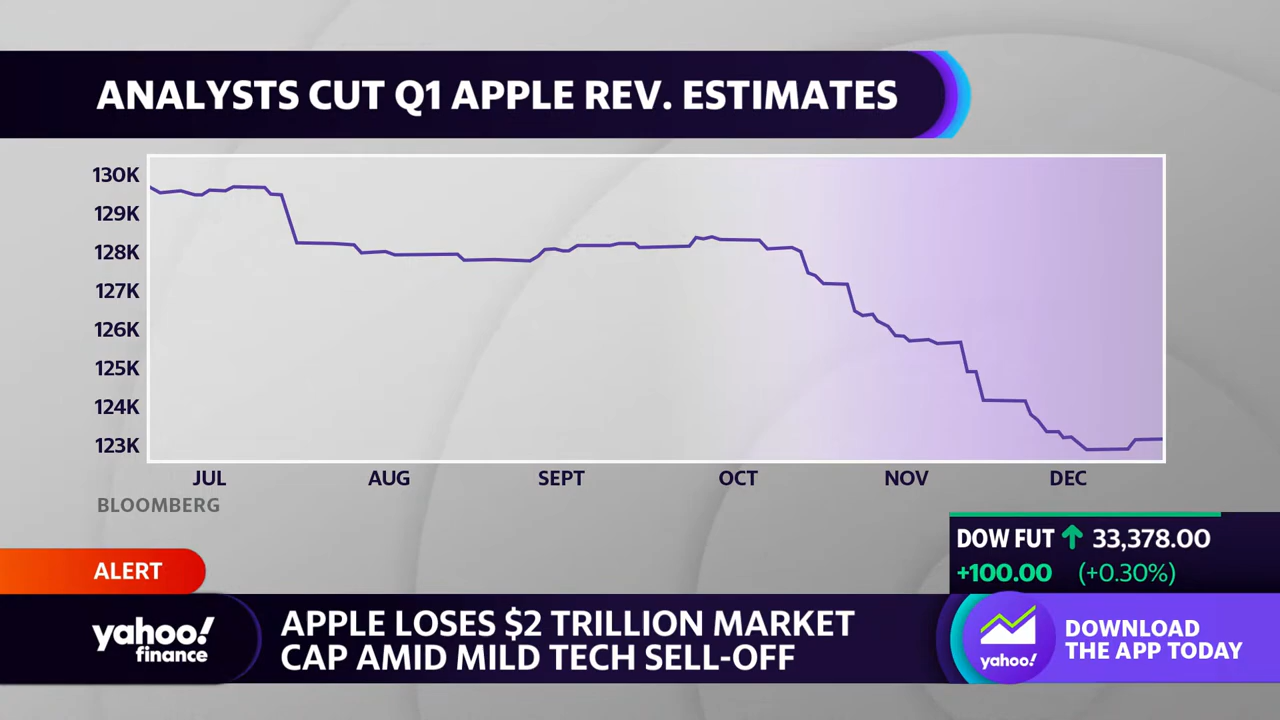 ANALYSTS CUT Q1 APPLE REV. ESTIMATES
130K
129K
128K
127K
126K
125K
124K
123K
JUL AUG SEPT OCT NOV DEC
BLOOMBERG
DOW FUT 33,378.00
+100.00 (+0.30%)
ALERT
yahoo!
finance
APPLE LOSES $2 TRILLION MARKET
CAP AMID MILD TECH SELL-OFF
yahoo!
DOWNLOAD
THE APP TODAY